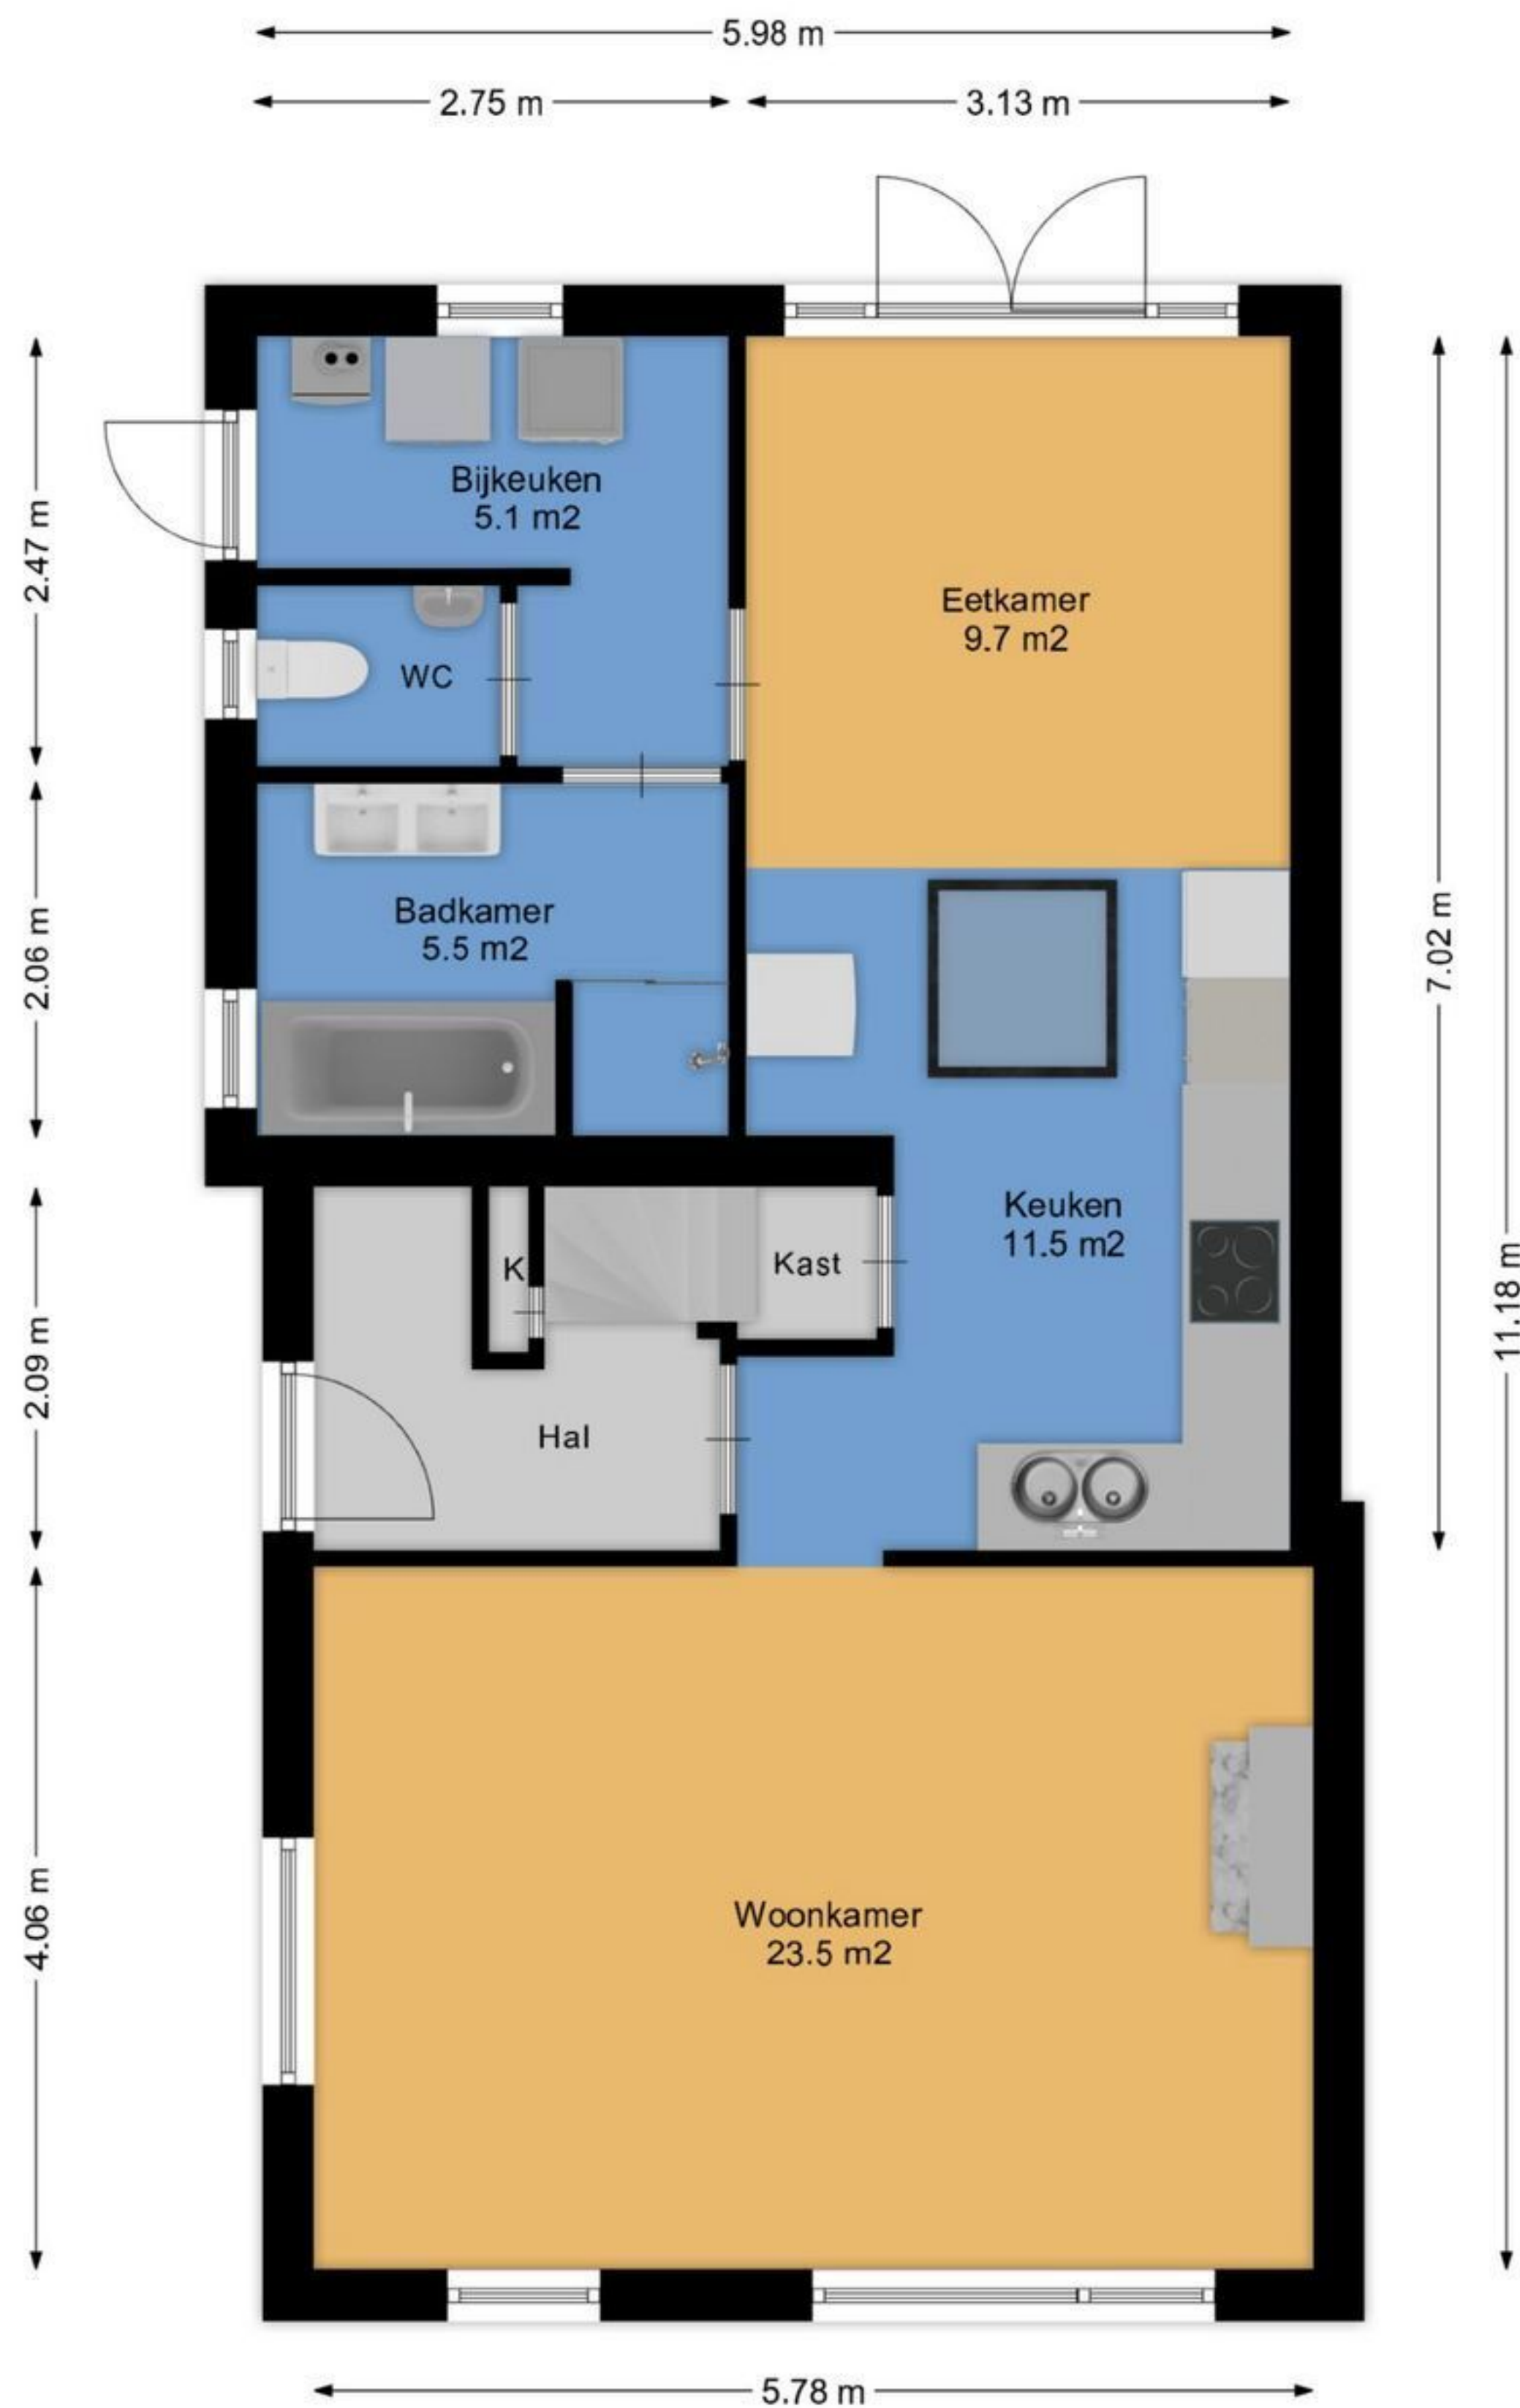 5.98 m
2.75 m
3.13 m
Bijkeuken
5.1 m2
2.47 m
Eetkamer
9.7 m2
WC
Badkamer
5.5 m2
2.06 m
7.02 m
Keuken
11.5 m2
K
Kast
11.18 m
2.09 m
Hal
Woonkamer
23.5 m2
4.06 m
5.78 m